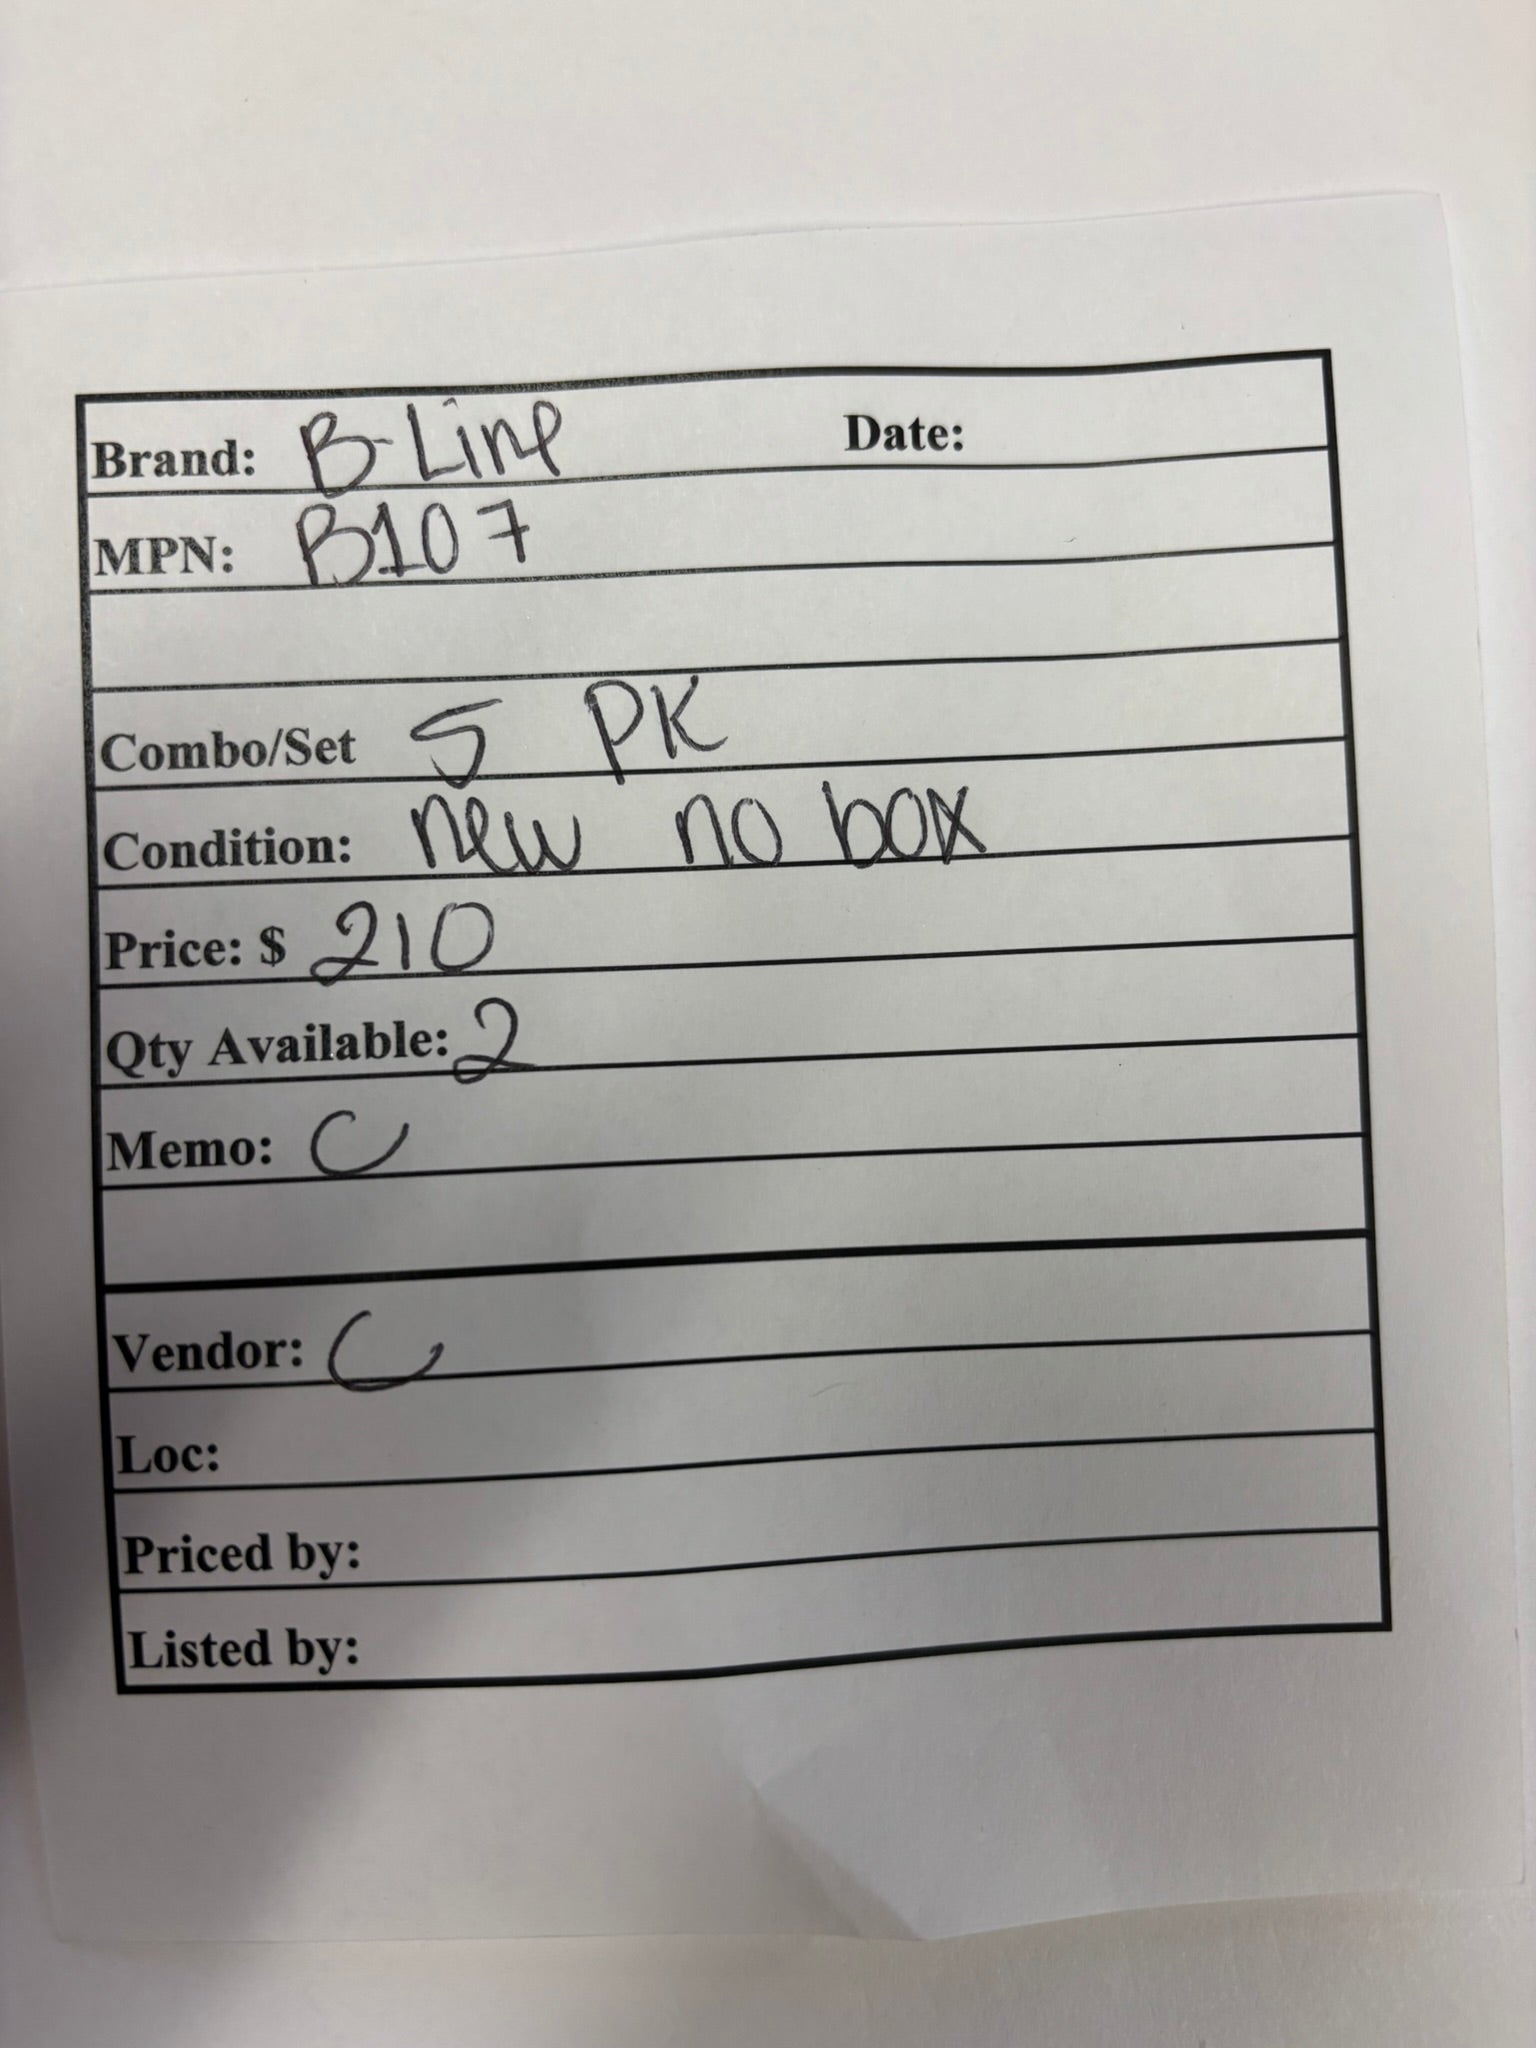 Brand: B-Line Date:
MPN: B107
Combo/Set 5 PK
Condition: new no box
Price: $ 210
Qty Available: 2
Memo: C
Vendor: C
Loc:
Priced by:
Listed by: